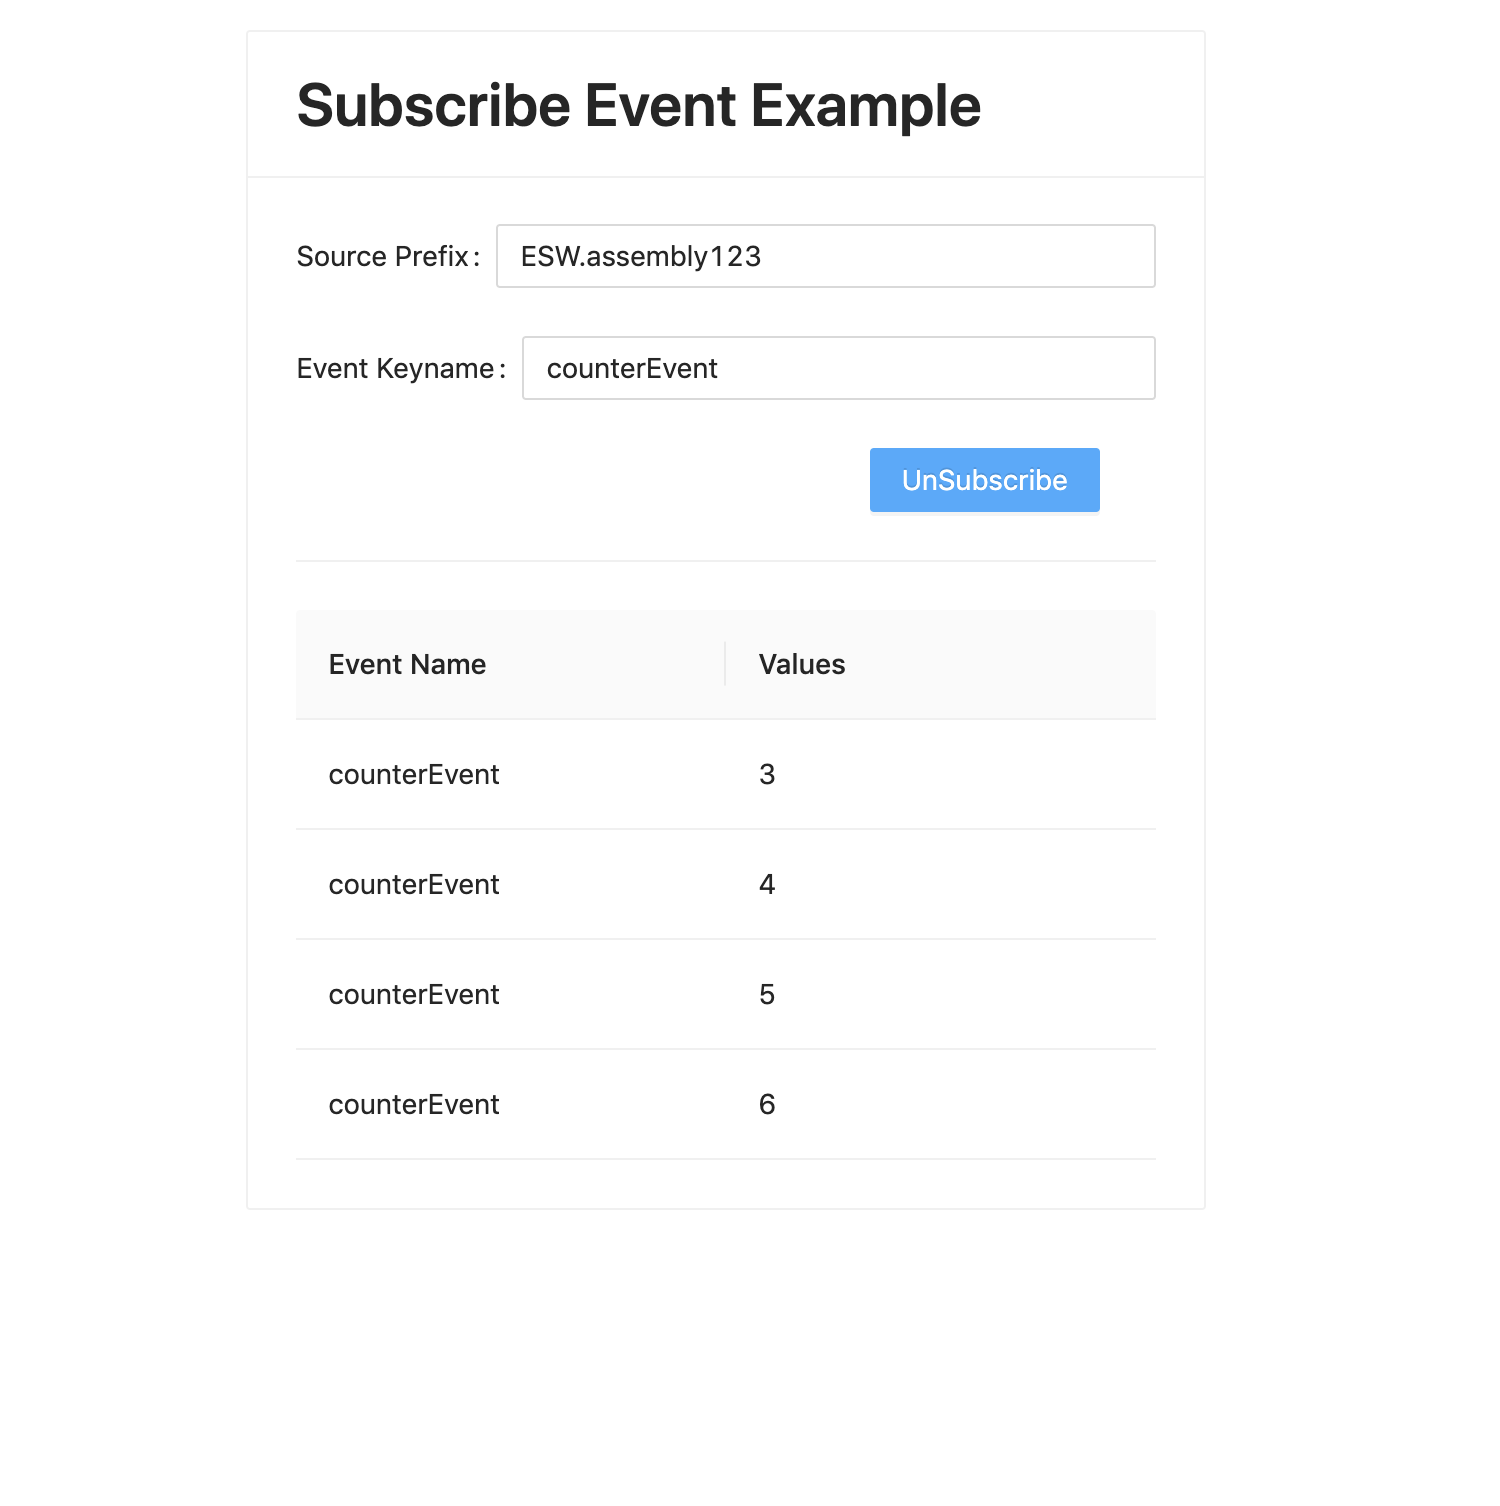 Subscribe Event Example
Source Prefix: ESW.assembly123
Event Keyname: counterEvent
UnSubscribe
Event Name Values
counterEvent 3
counterEvent 4
counterEvent 5
counterEvent 6